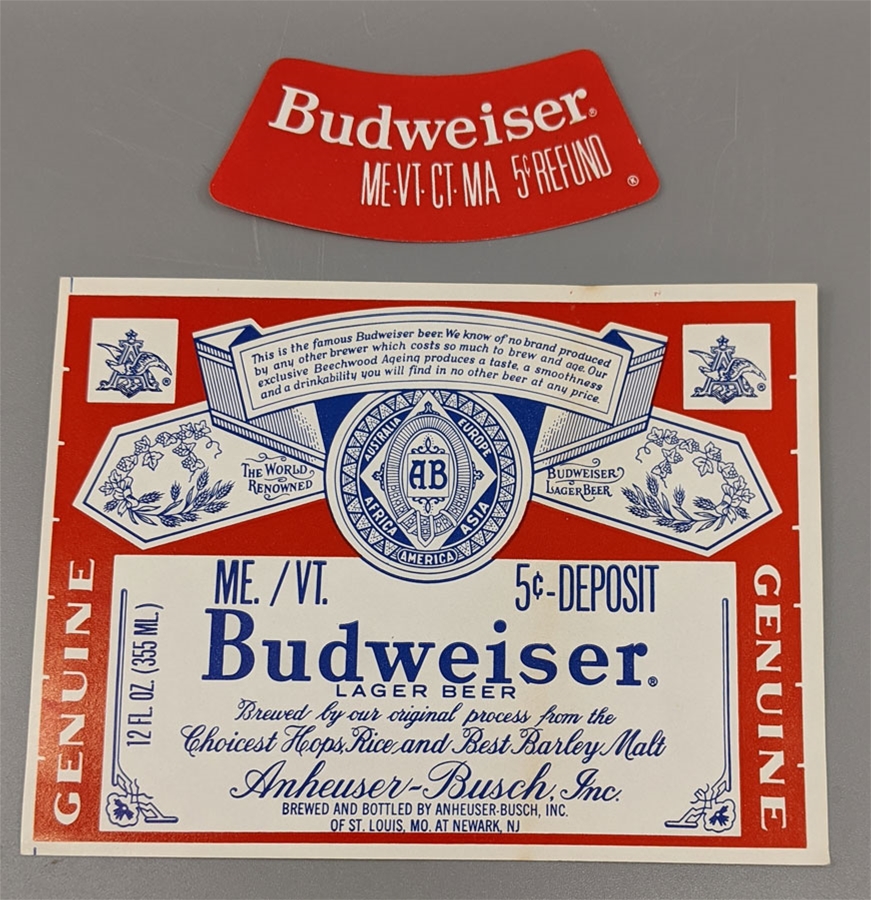 Budweiser®
ME·VT·CT·MA 5¢ REFUND ®
This is the famous Budweiser beer. We know of no brand produced
by any other brewer which costs so much to brew and age. Our
exclusive Beechwood Ageing produces a taste, a smoothness
and a drinkability you will find in no other beer at any price.
A
®
A
®
THE WORLD
RENOWNED
AUSTRALIA
EUROPE
AB
AFRICA
ASIA
AMERICA
BUDWEISER
LAGER BEER
GENUINE
12 FL. OZ. (355 ML.)
ME. / VT. 5¢-DEPOSIT
Budweiser®
LAGER BEER
Brewed by our original process from the
Choicest Hops, Rice and Best Barley Malt
Anheuser-Busch, Inc.
BREWED AND BOTTLED BY ANHEUSER-BUSCH, INC.
OF ST. LOUIS, MO. AT NEWARK, NJ
GENUINE